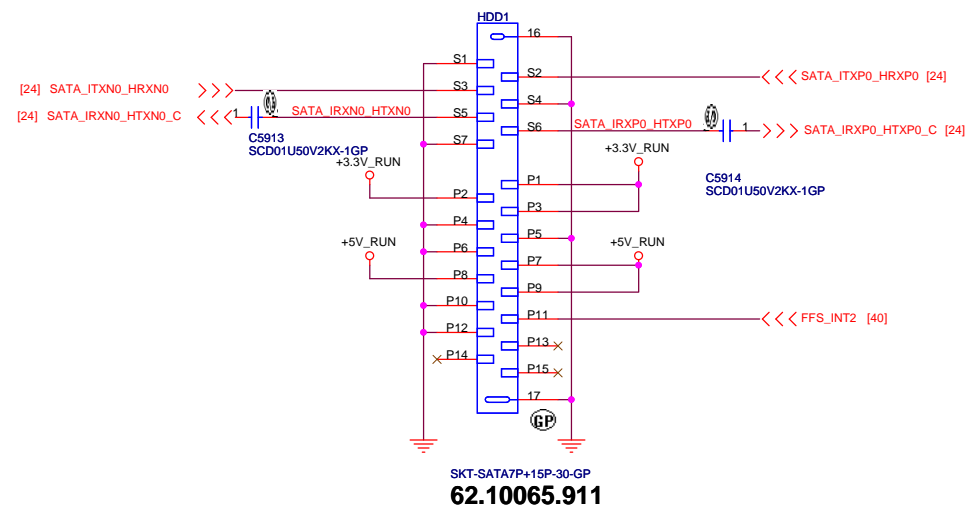 HDD1
16
S1
S2
SATA_ITXP0_HRXP0 [24]
[24] SATA_ITXN0_HRXN0
S3
S4
[24] SATA_IRXN0_HTXN0_C
1
SATA_IRXN0_HTXN0
S5
S6
SATA_IRXP0_HTXP0
1
SATA_IRXP0_HTXP0_C [24]
C5913
SCD01U50V2KX-1GP
S7
+3.3V_RUN
+3.3V_RUN
C5914
SCD01U50V2KX-1GP
P1
P2
P3
P4
P5
+5V_RUN
P6
+5V_RUN
P7
P8
P9
P10
P11
FFS_INT2 [40]
P12
P13
P14
P15
17
GP
SKT-SATA7P+15P-30-GP
62.10065.911